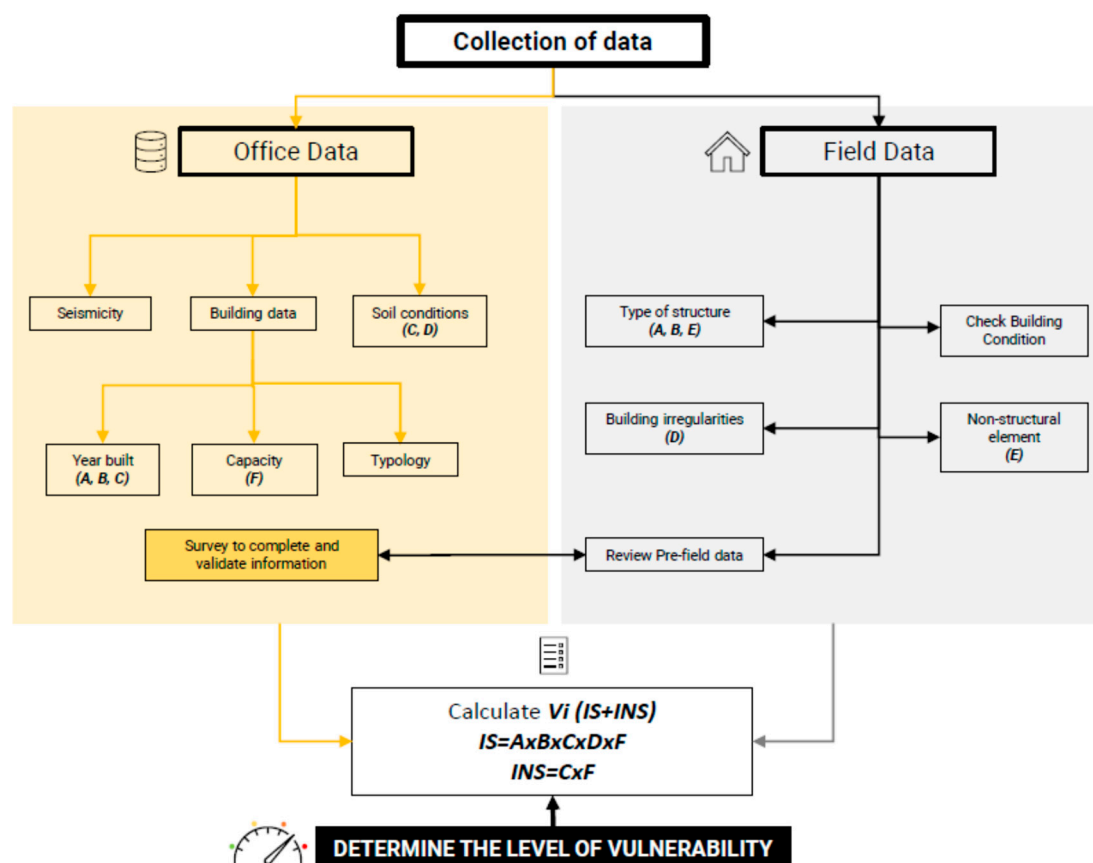 Collection of data
Office Data
Field Data
Seismicity
Building data
Soil conditions
(C, D)
Type of structure
(A, B, E)
Check Building
Condition
Year built
(A, B, C)
Capacity
(F)
Typology
Building irregularities
(D)
Non-structural
element
(E)
Survey to complete and
validate information
Review Pre-field data
Calculate Vi (IS+INS)
IS=AxBxCxDxF
INS=CxF
DETERMINE THE LEVEL OF VULNERABILITY